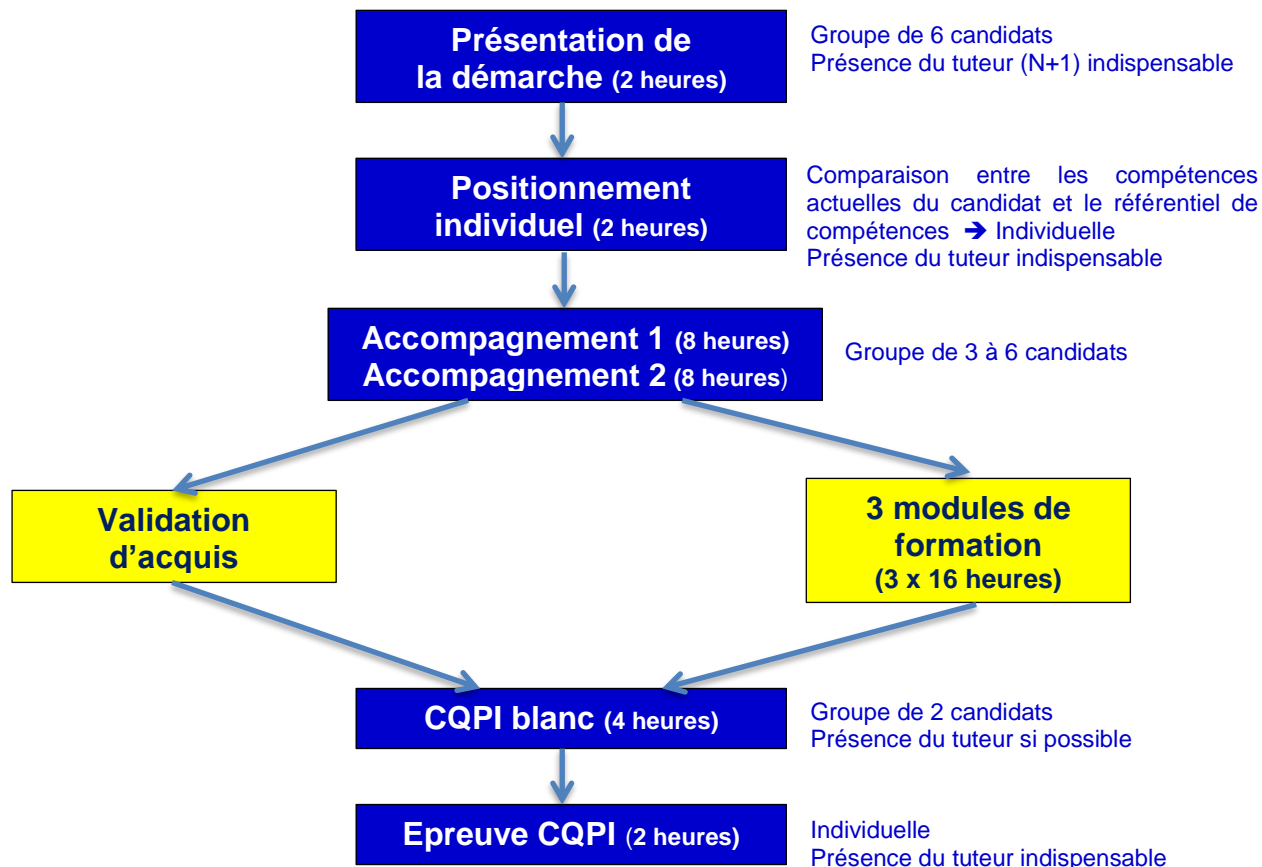 Présentation de
la démarche (2 heures)
Groupe de 6 candidats
Présence du tuteur (N+1) indispensable
Positionnement
individuel (2 heures)
Comparaison entre les compétences
actuelles du candidat et le référentiel de
compétences ➔ Individuelle
Présence du tuteur indispensable
Accompagnement 1 (8 heures)
Accompagnement 2 (8 heures)
Groupe de 3 à 6 candidats
Validation
d’acquis
3 modules de
formation
(3 x 16 heures)
CQPI blanc (4 heures)
Groupe de 2 candidats
Présence du tuteur si possible
Epreuve CQPI (2 heures)
Individuelle
Présence du tuteur indispensable